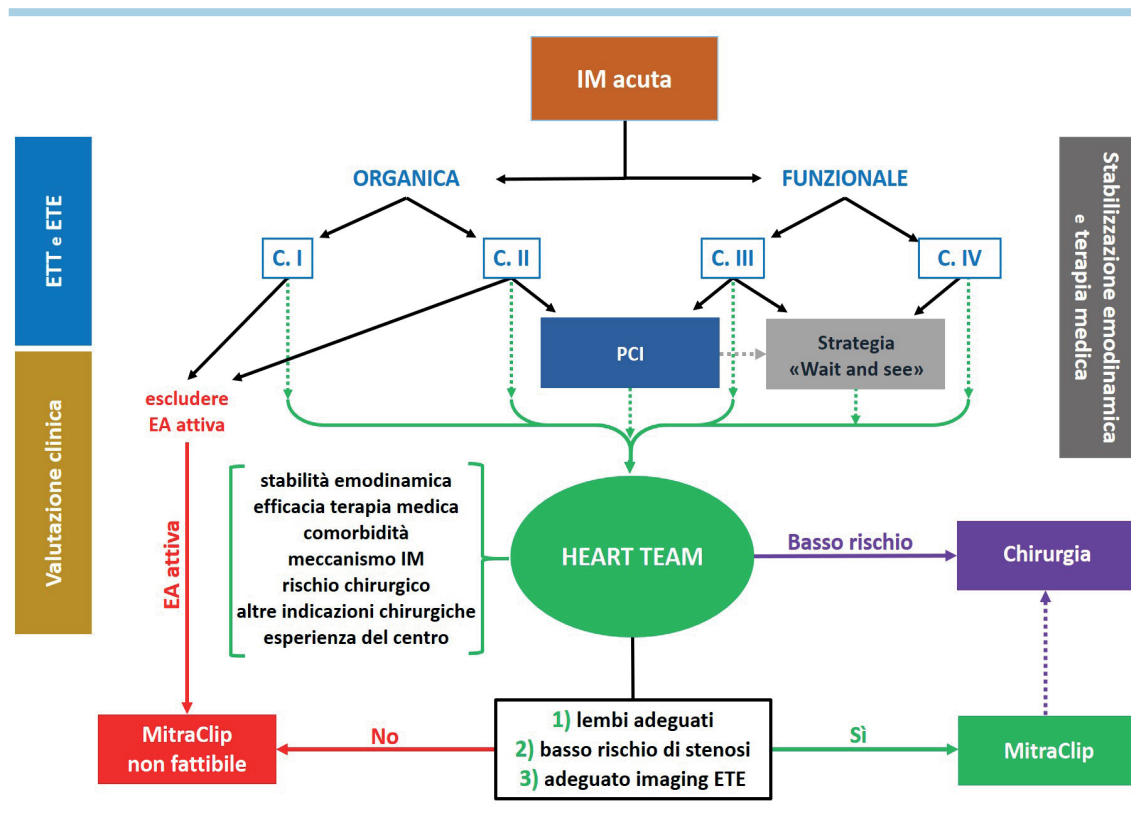 IM acuta
ORGANICA
FUNZIONALE
C. I
C. II
C. III
C. IV
ETT e ETE
Stabilizzazione emodinamica
e terapia medica
PCI
Strategia
«Wait and see»
Valutazione clinica
escludere
EA attiva
EA attiva
stabilità emodinamica
efficacia terapia medica
comorbidità
meccanismo IM
rischio chirurgico
altre indicazioni chirurgiche
esperienza del centro
HEART TEAM
Basso rischio
Chirurgia
MitraClip
non fattibile
No
1) lembi adeguati
2) basso rischio di stenosi
3) adeguato imaging ETE
Sì
MitraClip